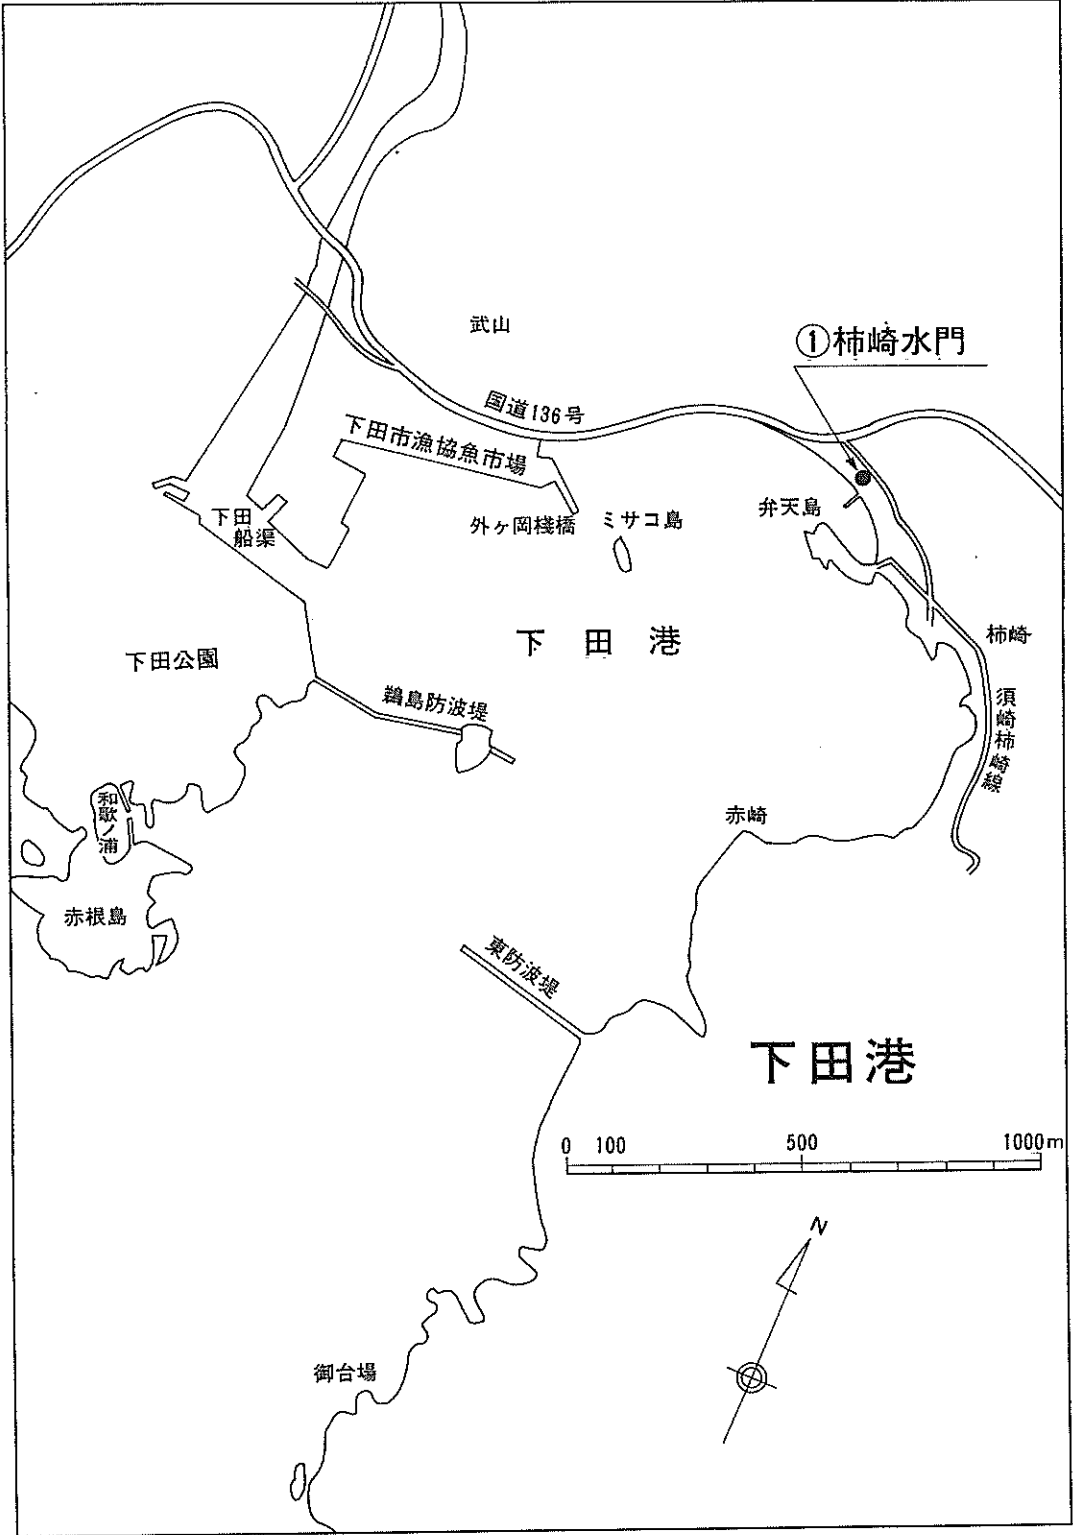 武山
①柿崎水門
国道136号
下田市漁協魚市場
下田
船渠
外ヶ岡棧橋
ミサコ島
弁天島
下田港
柿崎
下田公園
鵜島防波堤
須崎柿崎線
和歌ノ浦
赤崎
赤根島
東防波堤
下田港
0 100 500 1000m
N
御台場